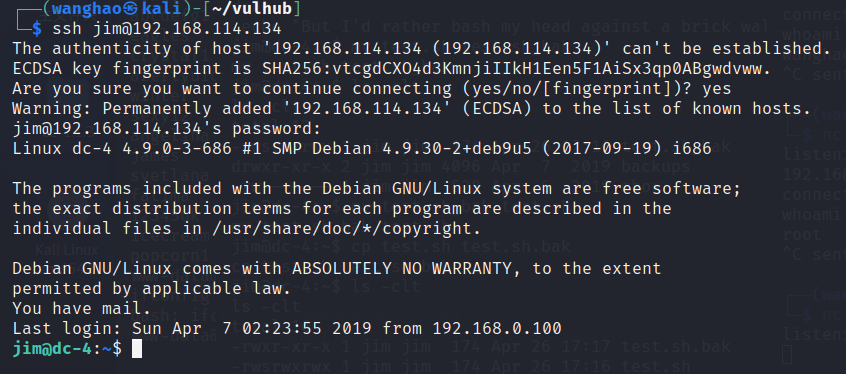 (wanghao㉿kali)-[~/vulhub]
$ ssh jim@192.168.114.134
The authenticity of host '192.168.114.134 (192.168.114.134)' can't be established.
ECDSA key fingerprint is SHA256:vtcgdCXO4d3KmnjiIIkH1Een5F1AiSx3qp0ABgwdvww.
Are you sure you want to continue connecting (yes/no/[fingerprint])? yes
Warning: Permanently added '192.168.114.134' (ECDSA) to the list of known hosts.
jim@192.168.114.134's password:
Linux dc-4 4.9.0-3-686 #1 SMP Debian 4.9.30-2+deb9u5 (2017-09-19) i686
The programs included with the Debian GNU/Linux system are free software;
the exact distribution terms for each program are described in the
individual files in /usr/share/doc/*/copyright.
Debian GNU/Linux comes with ABSOLUTELY NO WARRANTY, to the extent
permitted by applicable law.
You have mail.
Last login: Sun Apr  7 02:23:55 2019 from 192.168.0.100
jim@dc-4:~$